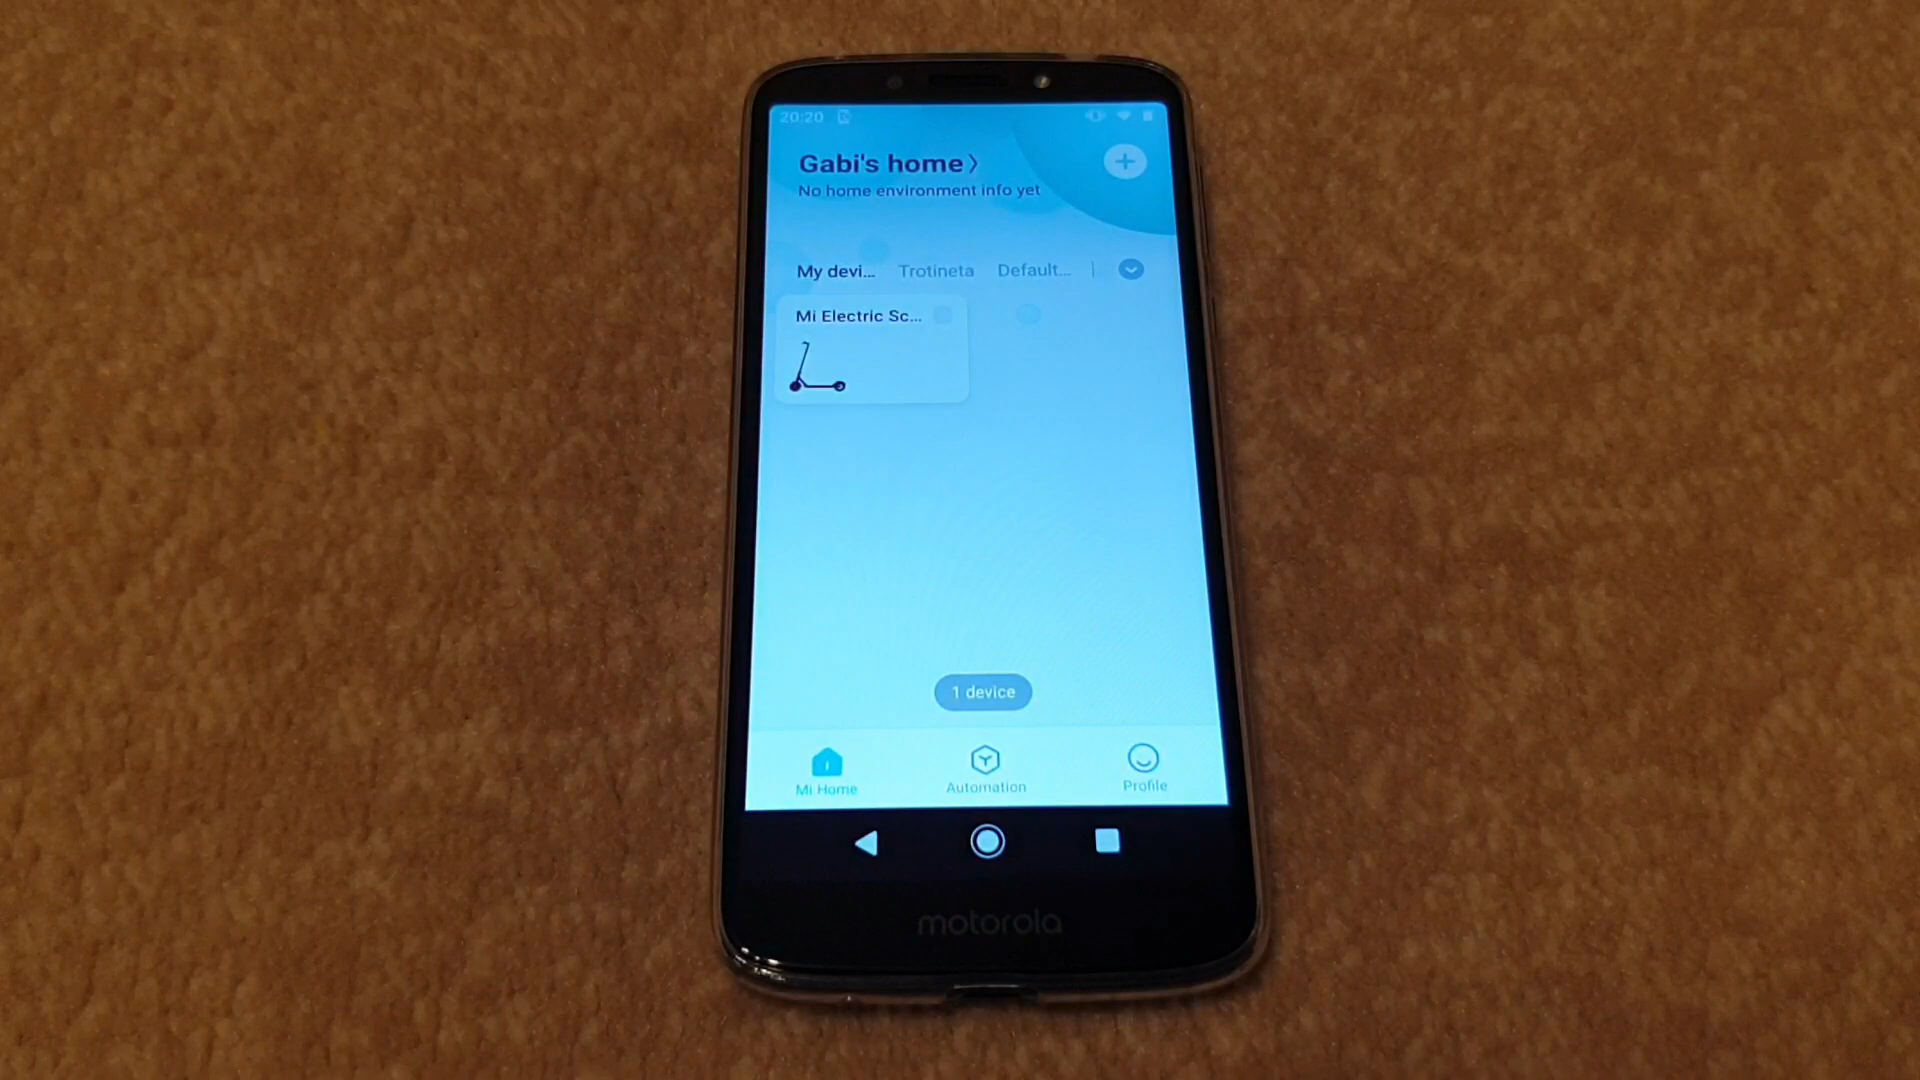 20:20
Gabi's home
No home environment info yet
My devi... Trotineta Default...
Mi Electric Sc...
1 device
Mi Home Automation Profile
motorola